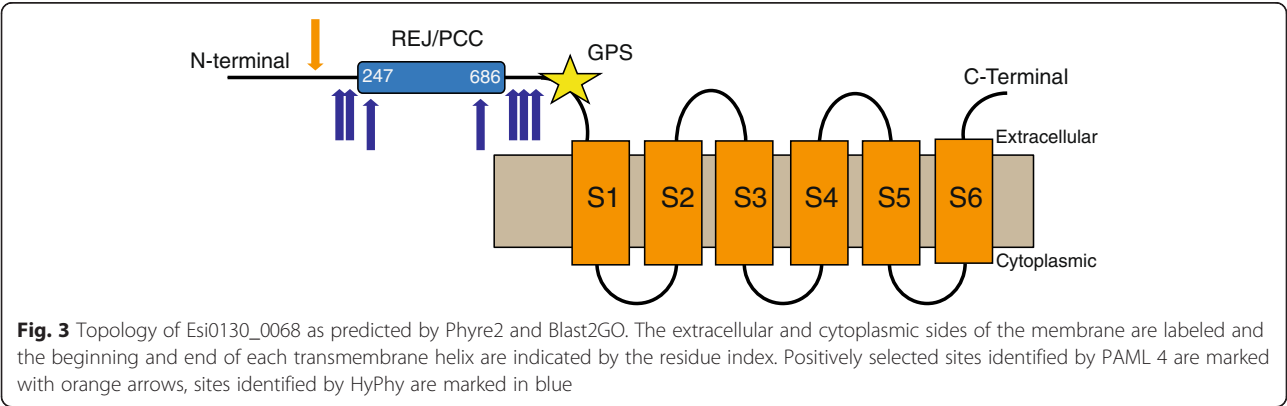 REJ/PCC
GPS
N-terminal
247
686
C-Terminal
Extracellular
S1
S2
S3
S4
S5
S6
Cytoplasmic
Fig. 3 Topology of Esi0130_0068 as predicted by Phyre2 and Blast2GO. The extracellular and cytoplasmic sides of the membrane are labeled and
the beginning and end of each transmembrane helix are indicated by the residue index. Positively selected sites identified by PAML 4 are marked
with orange arrows, sites identified by HyPhy are marked in blue